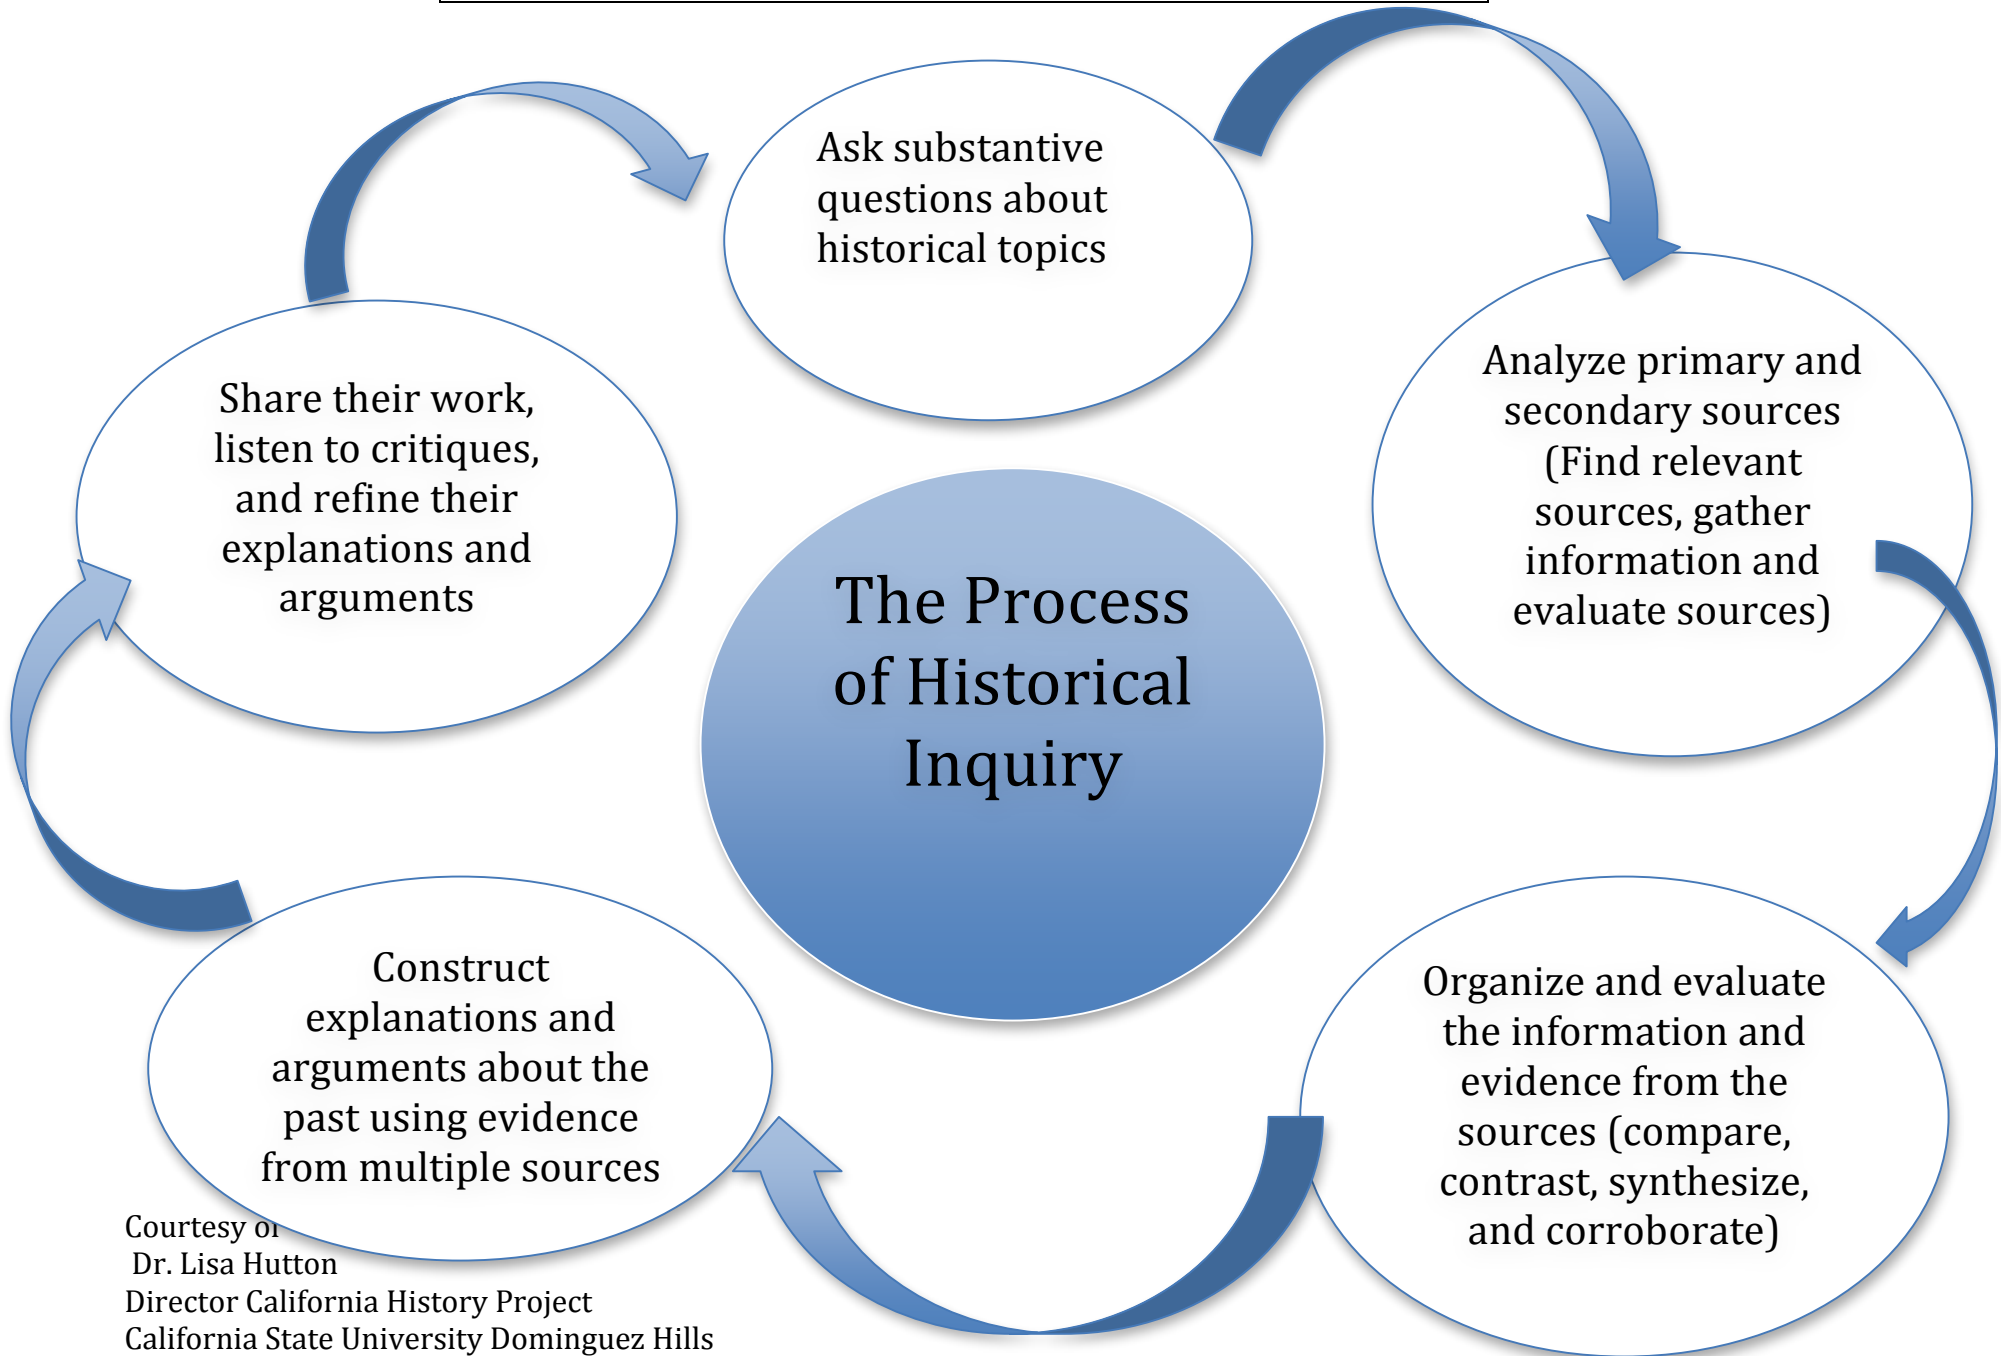 Ask substantive
questions about
historical topics
Analyze primary and
secondary sources
(Find relevant
sources, gather
information and
evaluate sources)
Organize and evaluate
the information and
evidence from the
sources (compare,
contrast, synthesize,
and corroborate)
Construct
explanations and
arguments about the
past using evidence
from multiple sources
Share their work,
listen to critiques,
and refine their
explanations and
arguments
The Process
of Historical
Inquiry
Courtesy of
Dr. Lisa Hutton
Director California History Project
California State University Dominguez Hills